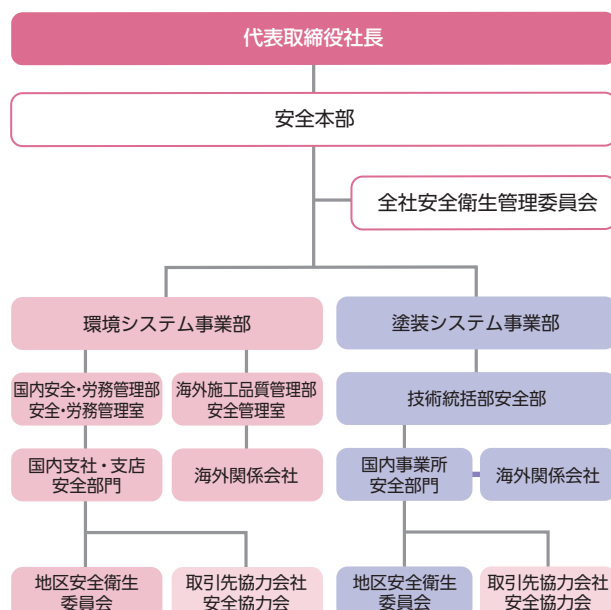 代表取締役社長
安全本部
全社安全衛生管理委員会
環境システム事業部
塗装システム事業部
国内安全・労務管理部
安全・労務管理室
海外施工品質管理部
安全管理室
技術統括部安全部
国内支社・支店
安全部門
海外関係会社
国内事業所
安全部門
海外関係会社
地区安全衛生
委員会
取引先協力会社
安全協力会
地区安全衛生
委員会
取引先協力会社
安全協力会